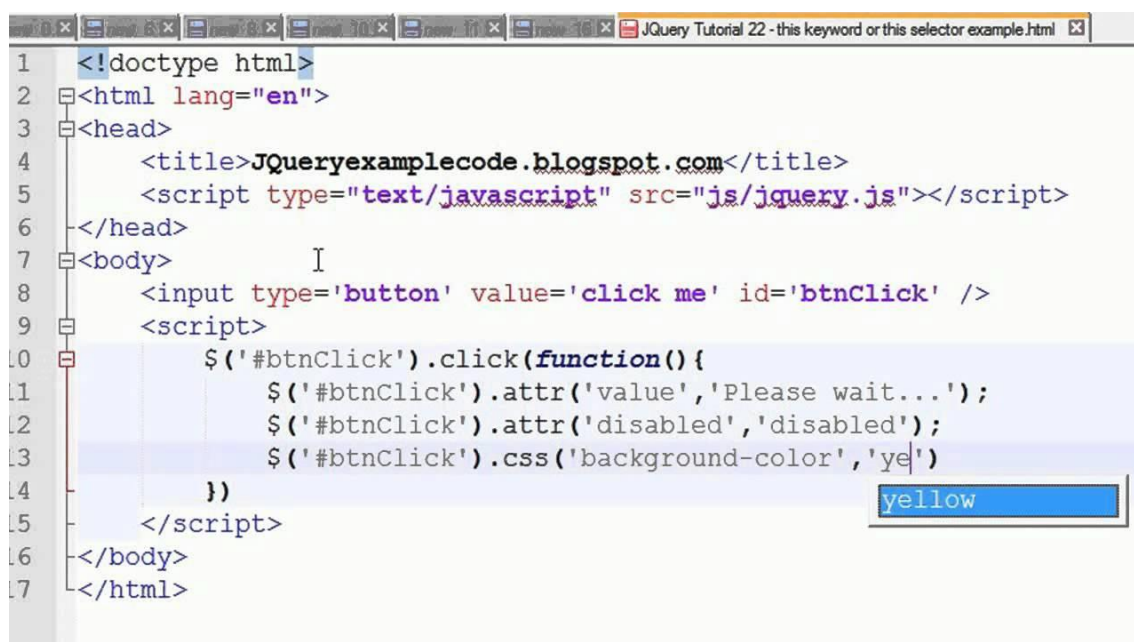 JQuery Tutorial 22 - this keyword or this selector example.html
1 <!doctype html>
2 <html lang="en">
3 <head>
4 <title>JQueryexamplecode.blogspot.com</title>
5 <script type="text/javascript" src="js/jquery.js"></script>
6 </head>
7 <body>
8 <input type='button' value='click me' id='btnClick' />
9 <script>
10 $('#btnClick').click(function(){
11 $('#btnClick').attr('value','Please wait...');
12 $('#btnClick').attr('disabled','disabled');
13 $('#btnClick').css('background-color','ye')
14 })
yellow
15 </script>
16 </body>
17 </html>